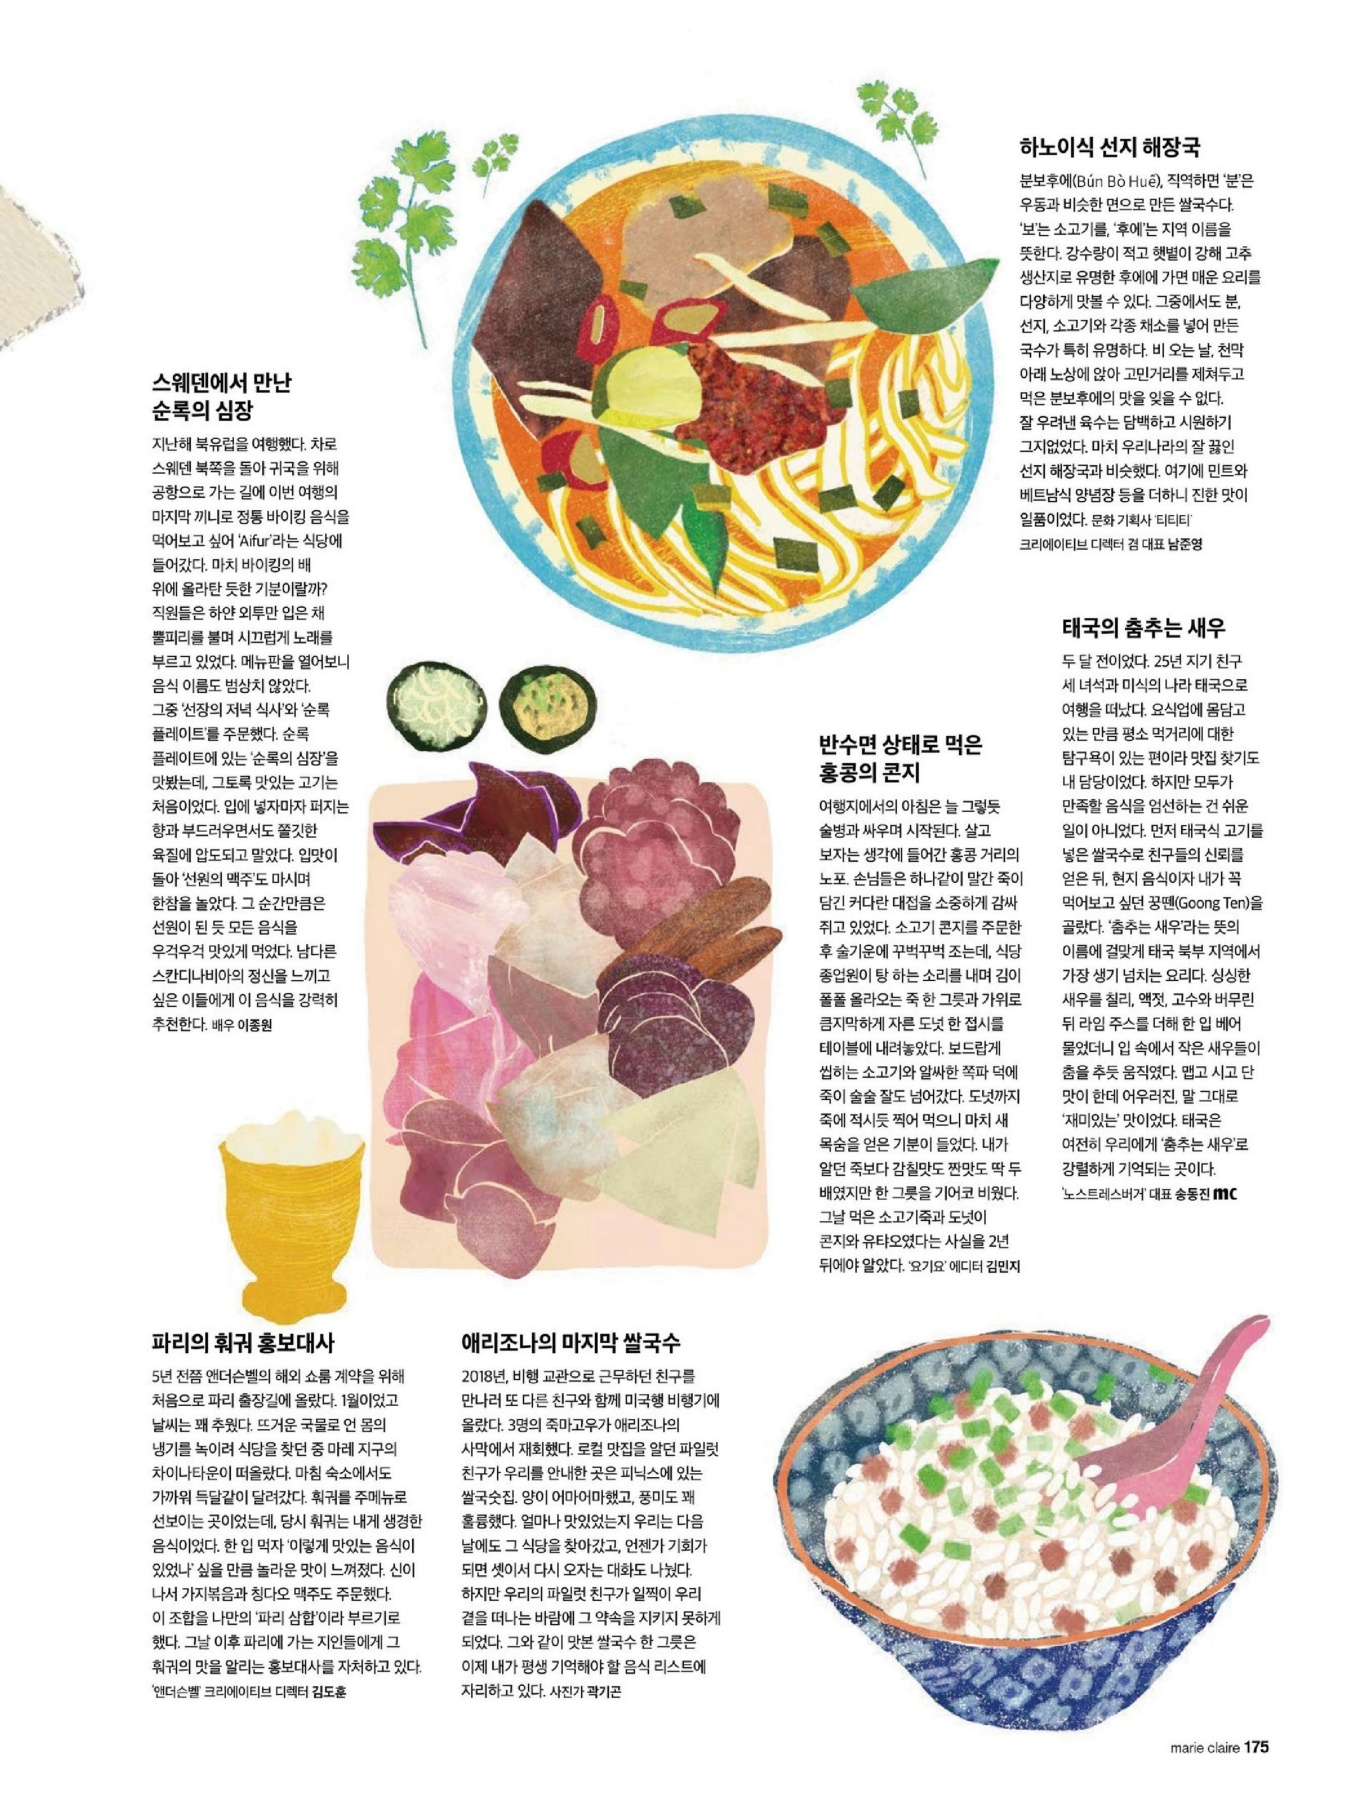 하노이식 선지 해장국
분보후에(Bún Bò Huế), 직역하면 ‘분’은
우동과 비슷한 면으로 만든 쌀국수다.
‘보’는 소고기를, ‘후에’는 지역 이름을
뜻한다. 강수량이 적고 햇볕이 강해 고추
생산지로 유명한 후에에 가면 매운 요리를
다양하게 맛볼 수 있다. 그중에서도 분,
선지, 소고기와 각종 채소를 넣어 만든
국수가 특히 유명하다. 비 오는 날, 천막
아래 노상에 앉아 고민거리를 제쳐두고
먹은 분보후에의 맛을 잊을 수 없다.
잘 우려낸 육수는 담백하고 시원하기
그지없었다. 마치 우리나라의 잘 끓인
선지 해장국과 비슷했다. 여기에 민트와
베트남식 양념장 등을 더하니 진한 맛이
일품이었다. 문화 기획사 ‘티티티’
크리에이티브 디렉터 겸 대표 남준영
스웨덴에서 만난
순록의 심장
지난해 북유럽을 여행했다. 차로
스웨덴 북쪽을 돌아 귀국을 위해
공항으로 가는 길에 이번 여행의
마지막 끼니로 정통 바이킹 음식을
먹어보고 싶어 ‘Aifur’라는 식당에
들어갔다. 마치 바이킹의 배
위에 올라탄 듯한 기분이랄까?
직원들은 하얀 외투만 입은 채
뿔피리를 불며 시끄럽게 노래를
부르고 있었다. 메뉴판을 열어보니
음식 이름도 범상치 않았다.
그중 ‘선장의 저녁 식사’와 ‘순록
플레이트’를 주문했다. 순록
플레이트에 있는 ‘순록의 심장’을
맛봤는데, 그토록 맛있는 고기는
처음이었다. 입에 넣자마자 퍼지는
향과 부드러우면서도 쫄깃한
육질에 압도되고 말았다. 입맛이
돌아 ‘선원의 맥주’도 마시며
한참을 놀았다. 그 순간만큼은
선원이 된 듯 모든 음식을
우걱우걱 맛있게 먹었다. 남다른
스칸디나비아의 정신을 느끼고
싶은 이들에게 이 음식을 강력히
추천한다. 배우 이종원
반수면 상태로 먹은
홍콩의 콘지
여행지에서의 아침은 늘 그렇듯
술병과 싸우며 시작된다. 살고
보자는 생각에 들어간 홍콩 거리의
노포. 손님들은 하나같이 말간 죽이
담긴 커다란 대접을 소중하게 감싸
쥐고 있었다. 소고기 콘지를 주문한
후 술기운에 꾸벅꾸벅 조는데, 식당
종업원이 탕 하는 소리를 내며 김이
폴폴 올라오는 죽 한 그릇과 가위로
큼지막하게 자른 도넛 한 접시를
테이블에 내려놓았다. 보드랍게
씹히는 소고기와 알싸한 쪽파 덕에
죽이 술술 잘도 넘어갔다. 도넛까지
죽에 적시듯 찍어 먹으니 마치 새
목숨을 얻은 기분이 들었다. 내가
알던 죽보다 감칠맛도 짠맛도 딱 두
배였지만 한 그릇을 기어코 비웠다.
그날 먹은 소고기죽과 도넛이
콘지와 유탸오였다는 사실을 2년
뒤에야 알았다. ‘요기요’ 에디터 김민지
태국의 춤추는 새우
두 달 전이었다. 25년 지기 친구
세 녀석과 미식의 나라 태국으로
여행을 떠났다. 요식업에 몸담고
있는 만큼 평소 먹거리에 대한
탐구욕이 있는 편이라 맛집 찾기도
내 담당이었다. 하지만 모두가
만족할 음식을 엄선하는 건 쉬운
일이 아니었다. 먼저 태국식 고기를
넣은 쌀국수로 친구들의 신뢰를
얻은 뒤, 현지 음식이자 내가 꼭
먹어보고 싶던 꿍뗀(Goong Ten)을
골랐다. ‘춤추는 새우’라는 뜻의
이름에 걸맞게 태국 북부 지역에서
가장 생기 넘치는 요리다. 싱싱한
새우를 칠리, 액젓, 고수와 버무린
뒤 라임 주스를 더해 한 입 베어
물었더니 입 속에서 작은 새우들이
춤을 추듯 움직였다. 맵고 시고 단
맛이 한데 어우러진, 말 그대로
‘재미있는’ 맛이었다. 태국은
여전히 우리에게 ‘춤추는 새우’로
강렬하게 기억되는 곳이다.
‘노스트레스버거’ 대표 송동진 mc
파리의 훠궈 홍보대사
5년 전쯤 앤더슨벨의 해외 쇼룸 계약을 위해
처음으로 파리 출장길에 올랐다. 1월이었고
날씨는 꽤 추웠다. 뜨거운 국물로 언 몸의
냉기를 녹이려 식당을 찾던 중 마레 지구의
차이나타운이 떠올랐다. 마침 숙소에서도
가까워 득달같이 달려갔다. 훠궈를 주메뉴로
선보이는 곳이었는데, 당시 훠궈는 내게 생경한
음식이었다. 한 입 먹자 ‘이렇게 맛있는 음식이
있었나’ 싶을 만큼 놀라운 맛이 느껴졌다. 신이
나서 가지볶음과 칭다오 맥주도 주문했다.
이 조합을 나만의 ‘파리 삼합’이라 부르기로
했다. 그날 이후 파리에 가는 지인들에게 그
훠궈의 맛을 알리는 홍보대사를 자처하고 있다.
‘앤더슨벨’ 크리에이티브 디렉터 김도훈
애리조나의 마지막 쌀국수
2018년, 비행 교관으로 근무하던 친구를
만나러 또 다른 친구와 함께 미국행 비행기에
올랐다. 3명의 죽마고우가 애리조나의
사막에서 재회했다. 로컬 맛집을 알던 파일럿
친구가 우리를 안내한 곳은 피닉스에 있는
쌀국숫집. 양이 어마어마했고, 풍미도 꽤
훌륭했다. 얼마나 맛있었는지 우리는 다음
날에도 그 식당을 찾아갔고, 언젠가 기회가
되면 셋이서 다시 오자는 대화도 나눴다.
하지만 우리의 파일럿 친구가 일찍이 우리
곁을 떠나는 바람에 그 약속을 지키지 못하게
되었다. 그와 같이 맛본 쌀국수 한 그릇은
이제 내가 평생 기억해야 할 음식 리스트에
자리하고 있다. 사진가 곽기곤
marie claire 175